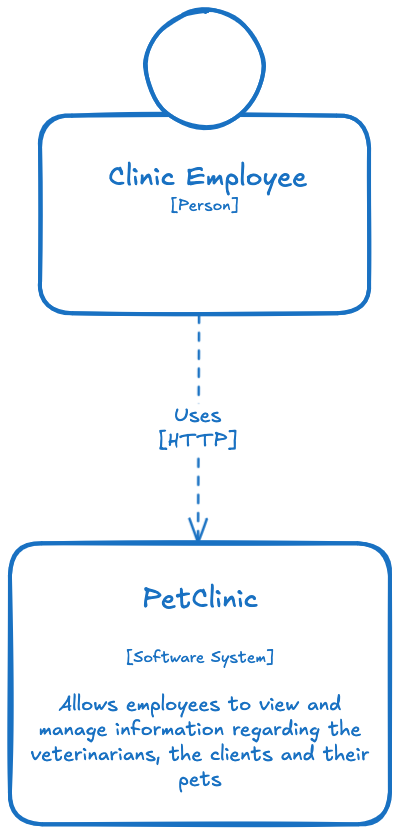 Clinic Employee
[Person]
Uses
[HTTP]
PetClinic
[Software System]
Allows employees to view and
manage information regarding the
veterinarians, the clients and their
pets